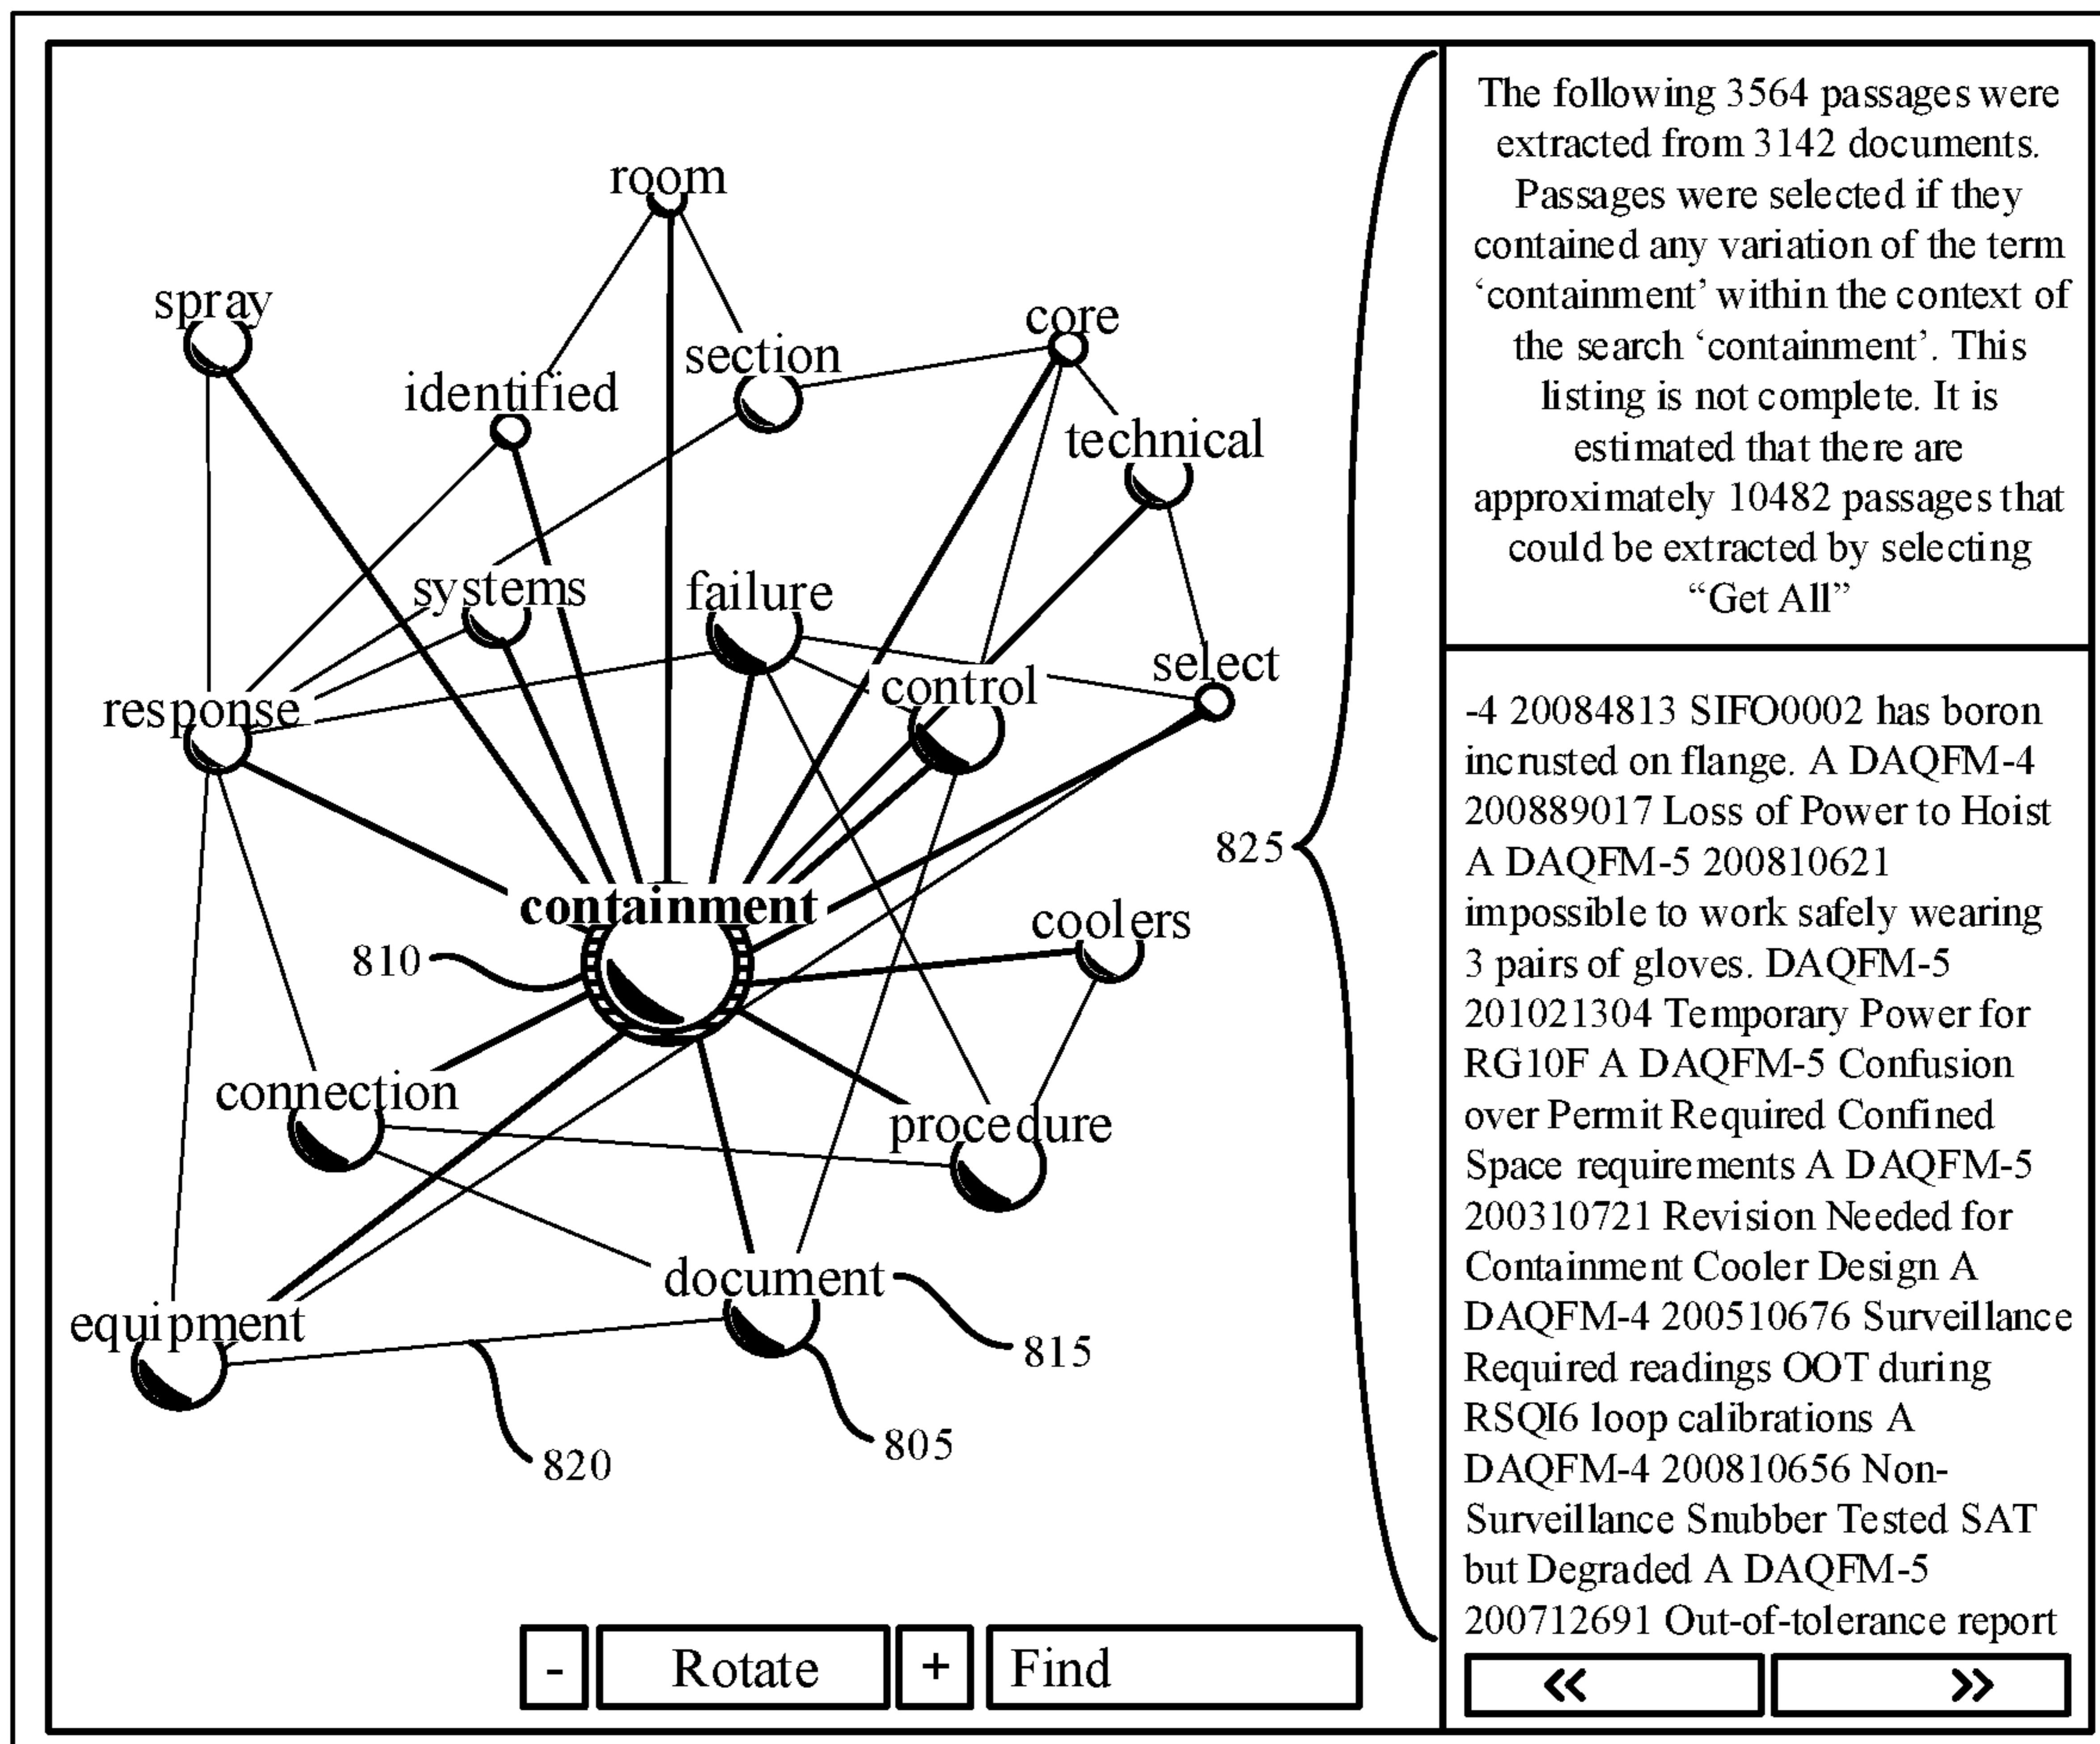 room
spray
core
section
identified
technical
systems
failure
select
control
response
825
containment
coolers
810
connection
procedure
document
equipment
815
805
820
-
Rotate
+
Find
The following 3564 passages were
extracted from 3142 documents.
Passages were selected if they
contained any variation of the term
‘containment’ within the context of
the search ‘containment’. This
listing is not complete. It is
estimated that there are
approximately 10482 passages that
could be extracted by selecting
“Get All”
-4 20084813 SIFO0002 has boron
incrusted on flange. A DAQFM-4
200889017 Loss of Power to Hoist
A DAQFM-5 200810621
impossible to work safely wearing
3 pairs of gloves. DAQFM-5
201021304 Temporary Power for
RG10F A DAQFM-5 Confusion
over Permit Required Confined
Space requirements A DAQFM-5
200310721 Revision Needed for
Containment Cooler Design A
DAQFM-4 200510676 Surveillance
Required readings OOT during
RSQI6 loop calibrations A
DAQFM-4 200810656 Non-
Surveillance Snubber Tested SAT
but Degraded A DAQFM-5
200712691 Out-of-tolerance report
«
»